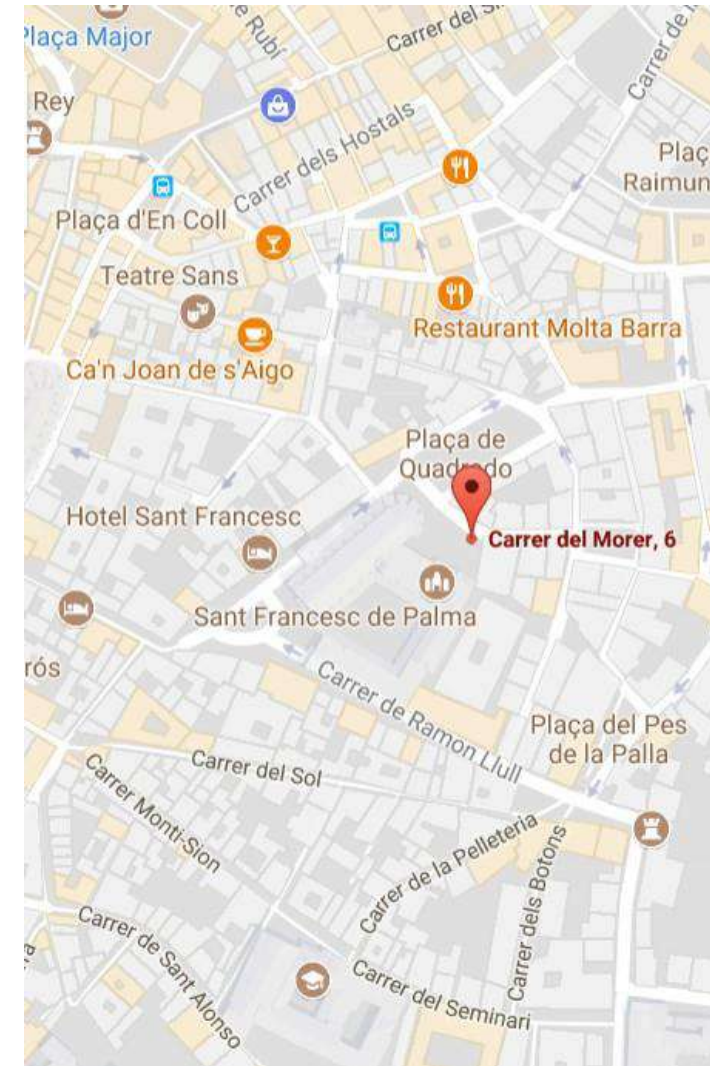 Plaça Major
Carrer del
Rey
Carrer dels Hostals
Plaç
Raimun
Plaça d'En Coll
Teatre Sans
Restaurant Molta Barra
Ca'n Joan de s'Aigo
Plaça de
Quadrado
Hotel Sant Francesc
Carrer del Morer, 6
Sant Francesc de Palma
rós
Carrer de Ramon Llull
Plaça del Pes
de la Palla
Carrer del Sol
Carrer Monti-Sion
Carrer de la Pelleteria
Carrer dels Botons
Carrer de Sant Alonso
Carrer del Seminari